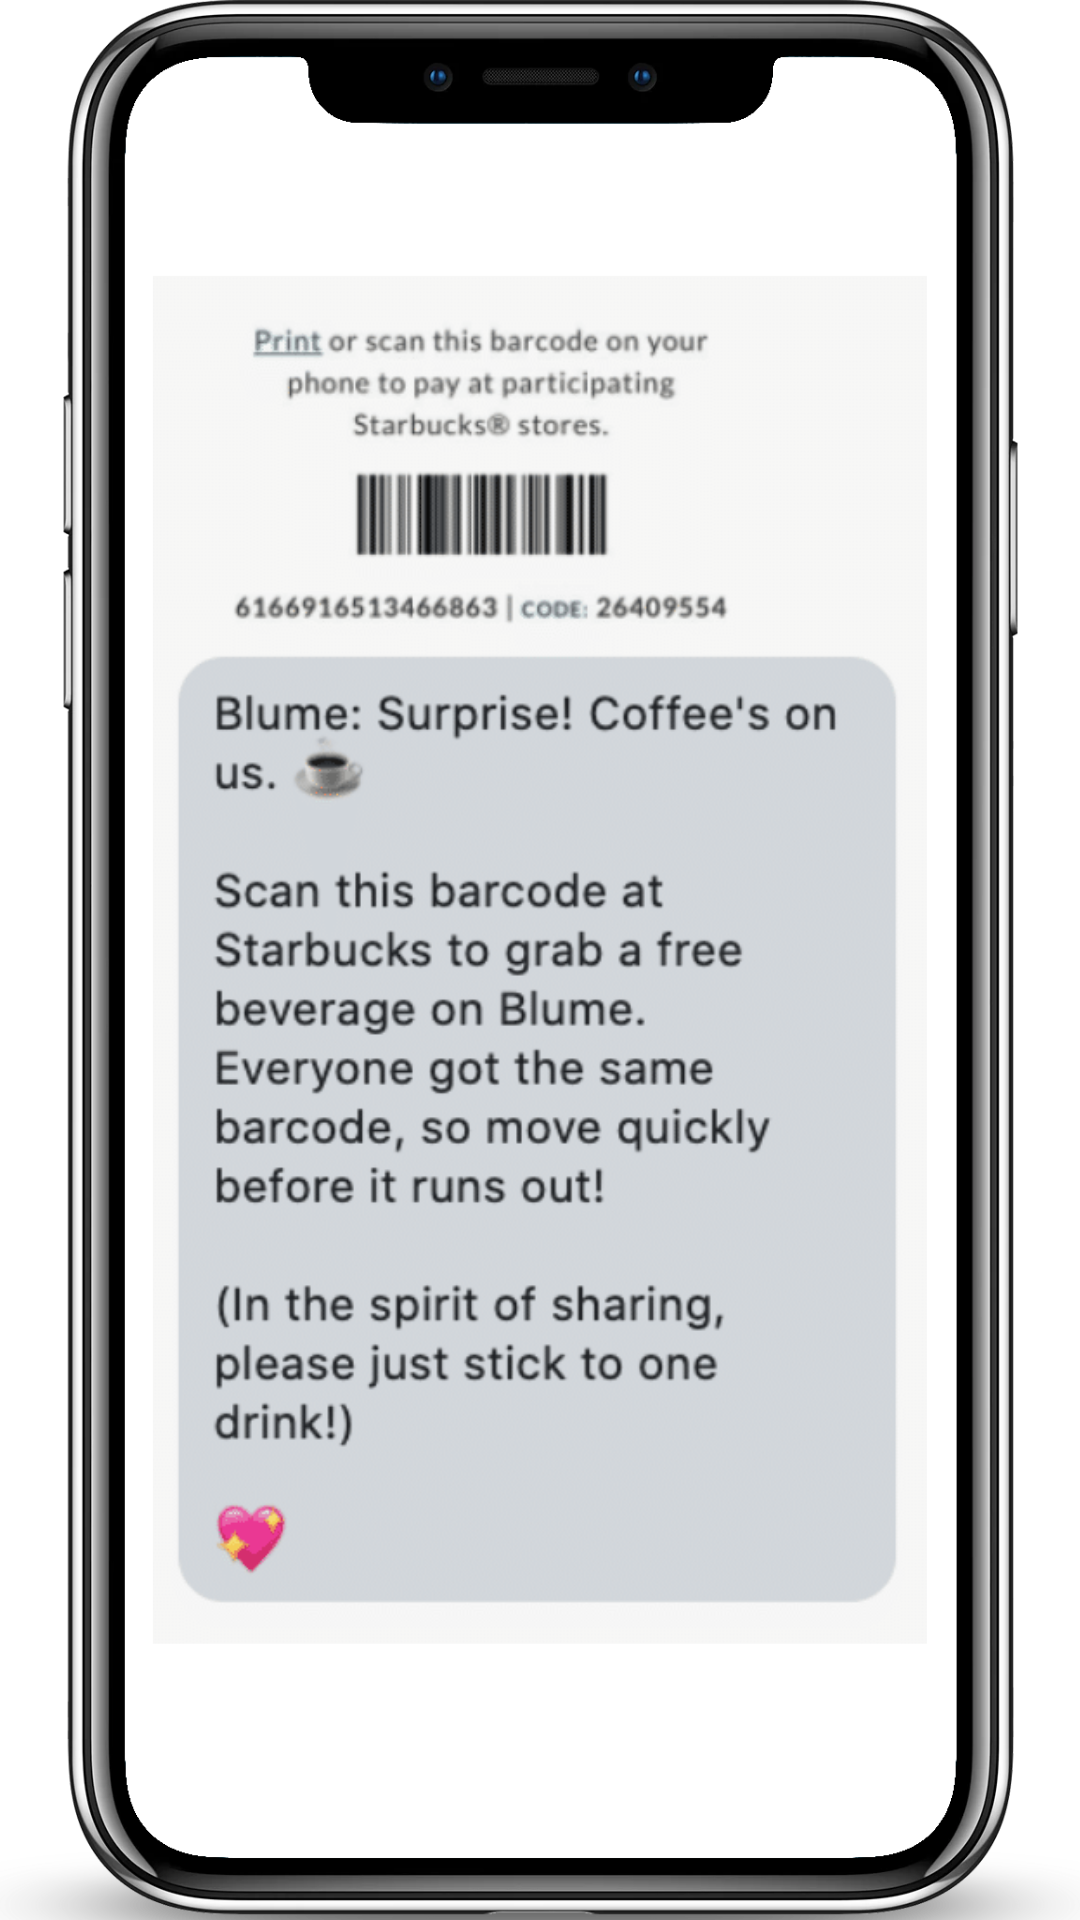 Print or scan this barcode on your
phone to pay at participating
Starbucks® stores.
6166916513466863 | CODE: 26409554
Blume: Surprise! Coffee's on
us. ☕
Scan this barcode at
Starbucks to grab a free
beverage on Blume.
Everyone got the same
barcode, so move quickly
before it runs out!
(In the spirit of sharing,
please just stick to one
drink!)
💖